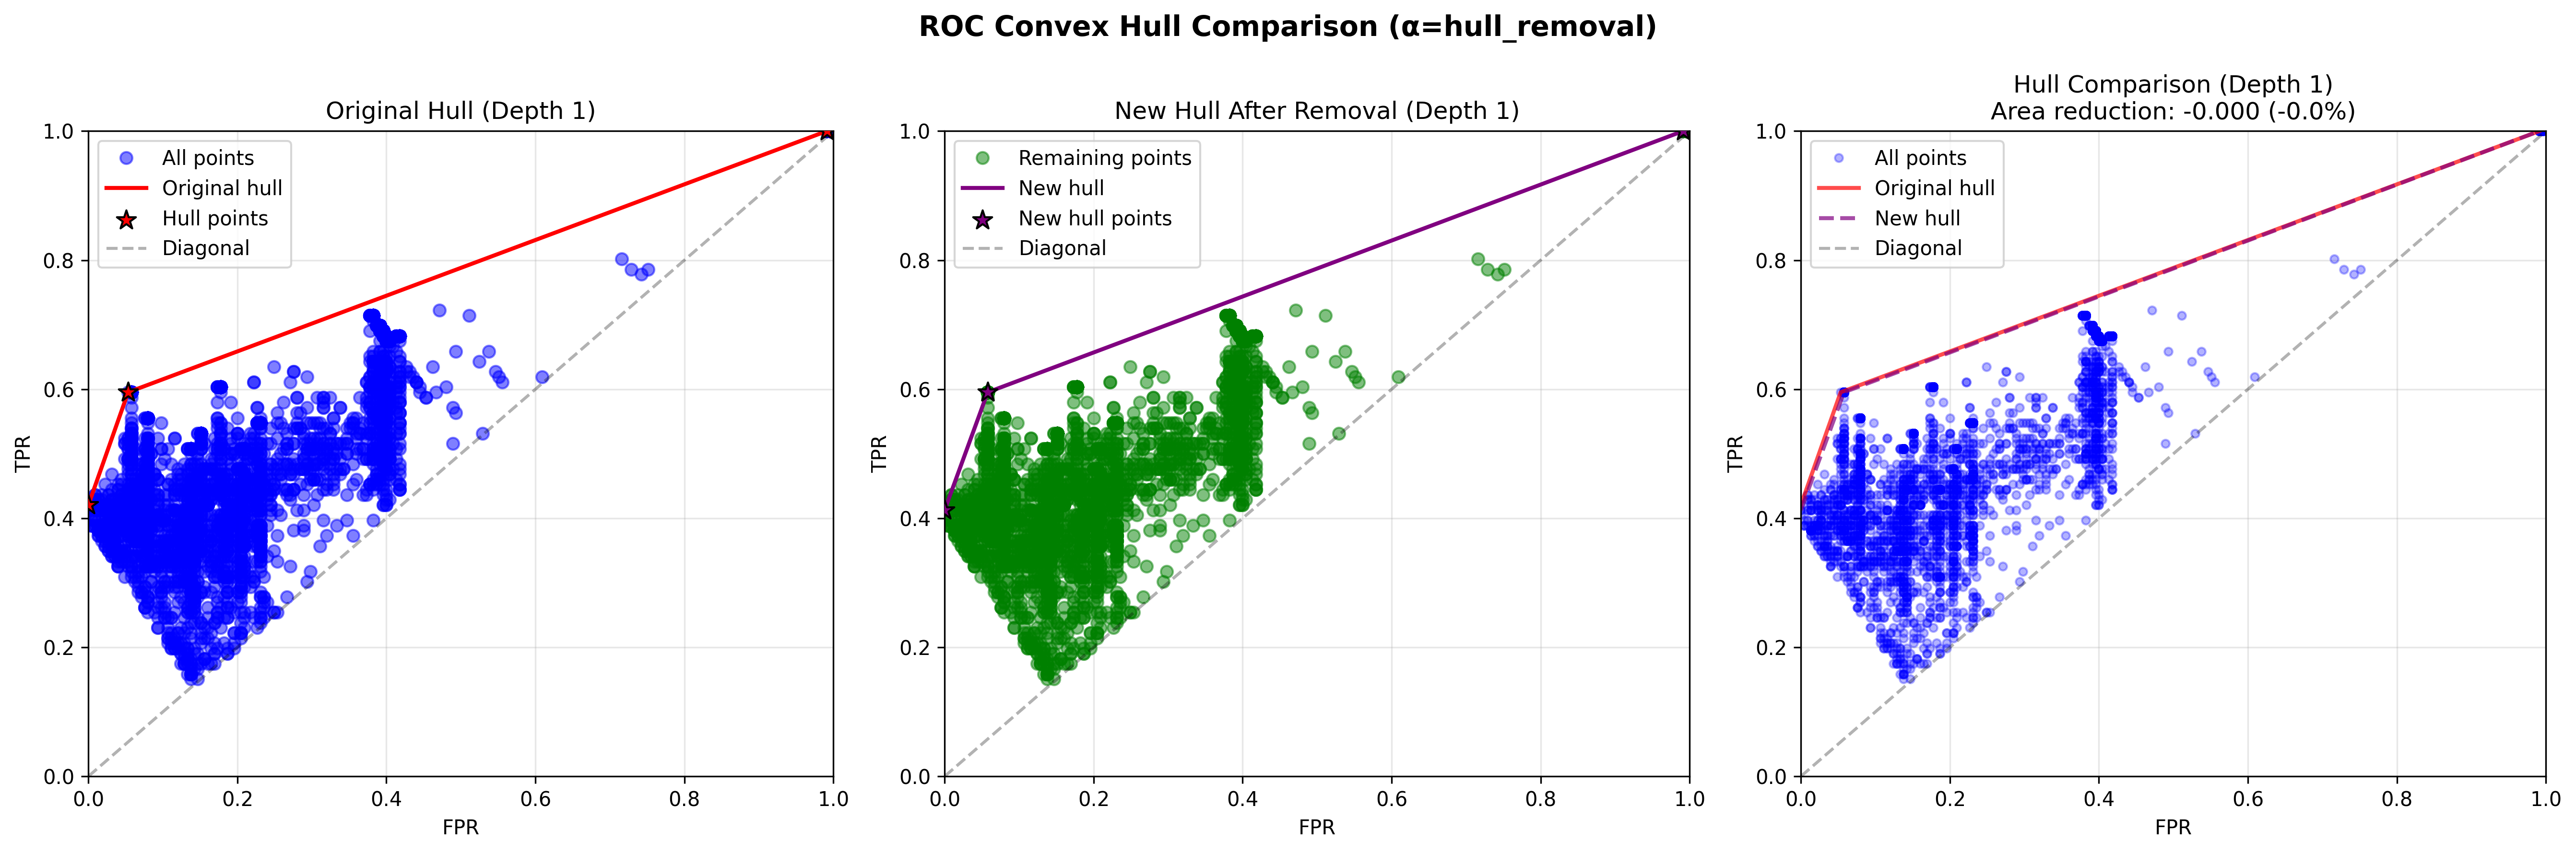 ROC Convex Hull Comparison (α=hull_removal)
Original Hull (Depth 1)
All points
Original hull
Hull points
Diagonal
1.0
0.8
0.6
0.4
0.2
0.0
TPR
0.0 0.2 0.4 0.6 0.8 1.0
FPR
New Hull After Removal (Depth 1)
Remaining points
New hull
New hull points
Diagonal
1.0
0.8
0.6
0.4
0.2
0.0
TPR
0.0 0.2 0.4 0.6 0.8 1.0
FPR
Hull Comparison (Depth 1)
Area reduction: -0.000 (-0.0%)
All points
Original hull
New hull
Diagonal
1.0
0.8
0.6
0.4
0.2
0.0
TPR
0.0 0.2 0.4 0.6 0.8 1.0
FPR